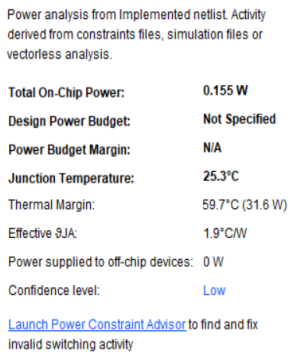 Power analysis from Implemented netlist. Activity
derived from constraints files, simulation files or
vectorless analysis.
Total On-Chip Power: 0.155 W
Design Power Budget: Not Specified
Power Budget Margin: N/A
Junction Temperature: 25.3°C
Thermal Margin: 59.7°C (31.6 W)
Effective ϑJA: 1.9°C/W
Power supplied to off-chip devices: 0 W
Confidence level: Low
Launch Power Constraint Advisor to find and fix
invalid switching activity